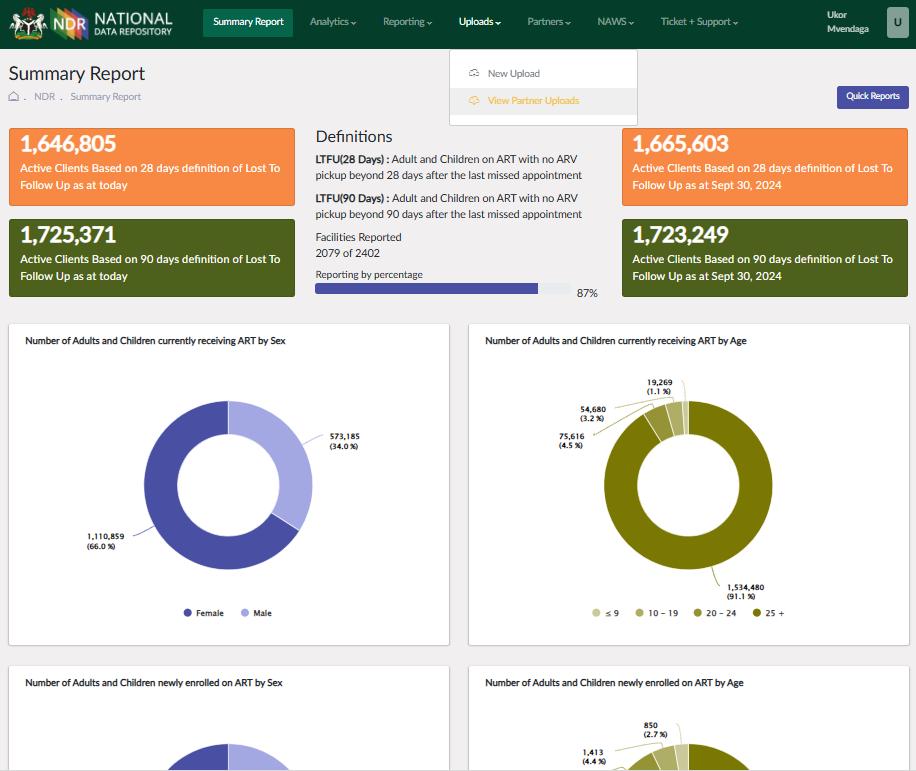 NDR
NATIONAL
DATA REPOSITORY
Summary Report
Analytics
Reporting
Uploads
Partners
NAWS
Ticket + Support
Ukor
Mvendaga
U
New Upload
View Partner Uploads
Summary Report
NDR . Summary Report
Quick Reports
1,646,805
Active Clients Based on 28 days definition of Lost To
Follow Up as at today
1,725,371
Active Clients Based on 90 days definition of Lost To
Follow Up as at today
Definitions
LTFU(28 Days) : Adult and Children on ART with no ARV
pickup beyond 28 days after the last missed appointment
LTFU(90 Days) : Adult and Children on ART with no ARV
pickup beyond 90 days after the last missed appointment
Facilities Reported
2079 of 2402
Reporting by percentage
87%
1,665,603
Active Clients Based on 28 days definition of Lost To
Follow Up as at Sept 30, 2024
1,723,249
Active Clients Based on 90 days definition of Lost To
Follow Up as at Sept 30, 2024
Number of Adults and Children currently receiving ART by Sex
573,185
(34.0 %)
1,110,859
(66.0 %)
Female
Male
Number of Adults and Children currently receiving ART by Age
19,269
(1.1 %)
54,680
(3.2 %)
75,616
(4.5 %)
1,534,480
(91.1 %)
≤ 9
10 – 19
20 – 24
25 +
Number of Adults and Children newly enrolled on ART by Sex
Number of Adults and Children newly enrolled on ART by Age
850
(2.7 %)
1,413
(4.4 %)